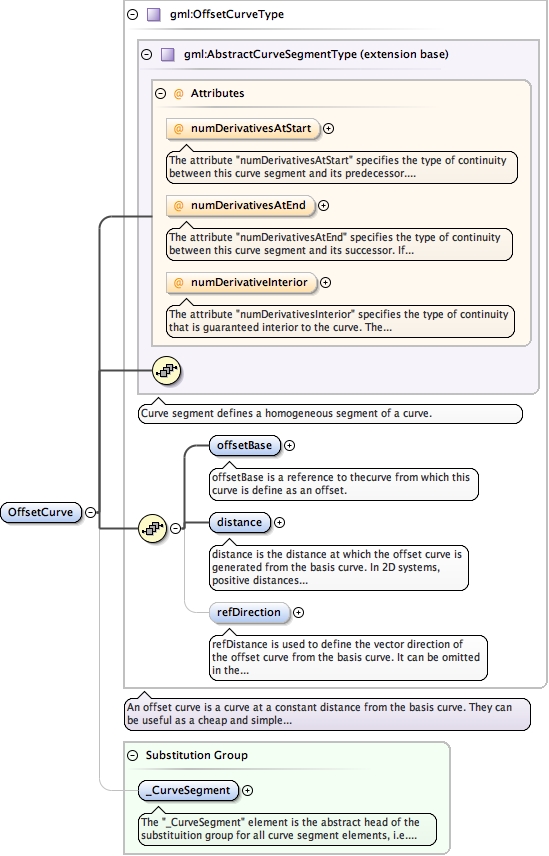 gml:OffsetCurveType
gml:AbstractCurveSegmentType (extension base)
@ Attributes
@ numDerivativesAtStart
The attribute "numDerivativesAtStart" specifies the type of continuity
between this curve segment and its predecessor....
@ numDerivativesAtEnd
The attribute "numDerivativesAtEnd" specifies the type of continuity
between this curve segment and its successor. If...
@ numDerivativeInterior
The attribute "numDerivativesInterior" specifies the type of continuity
that is guaranteed interior to the curve. The...
Curve segment defines a homogeneous segment of a curve.
offsetBase
offsetBase is a reference to thecurve from which this
curve is define as an offset.
OffsetCurve
distance
distance is the distance at which the offset curve is
generated from the basis curve. In 2D systems,
positive distances...
refDirection
refDistance is used to define the vector direction of
the offset curve from the basis curve. It can be omitted
in the...
An offset curve is a curve at a constant distance from the basis curve. They can
be useful as a cheap and simple...
Substitution Group
_CurveSegment
The "_CurveSegment" element is the abstract head of the
substituition group for all curve segment elements, i.e....